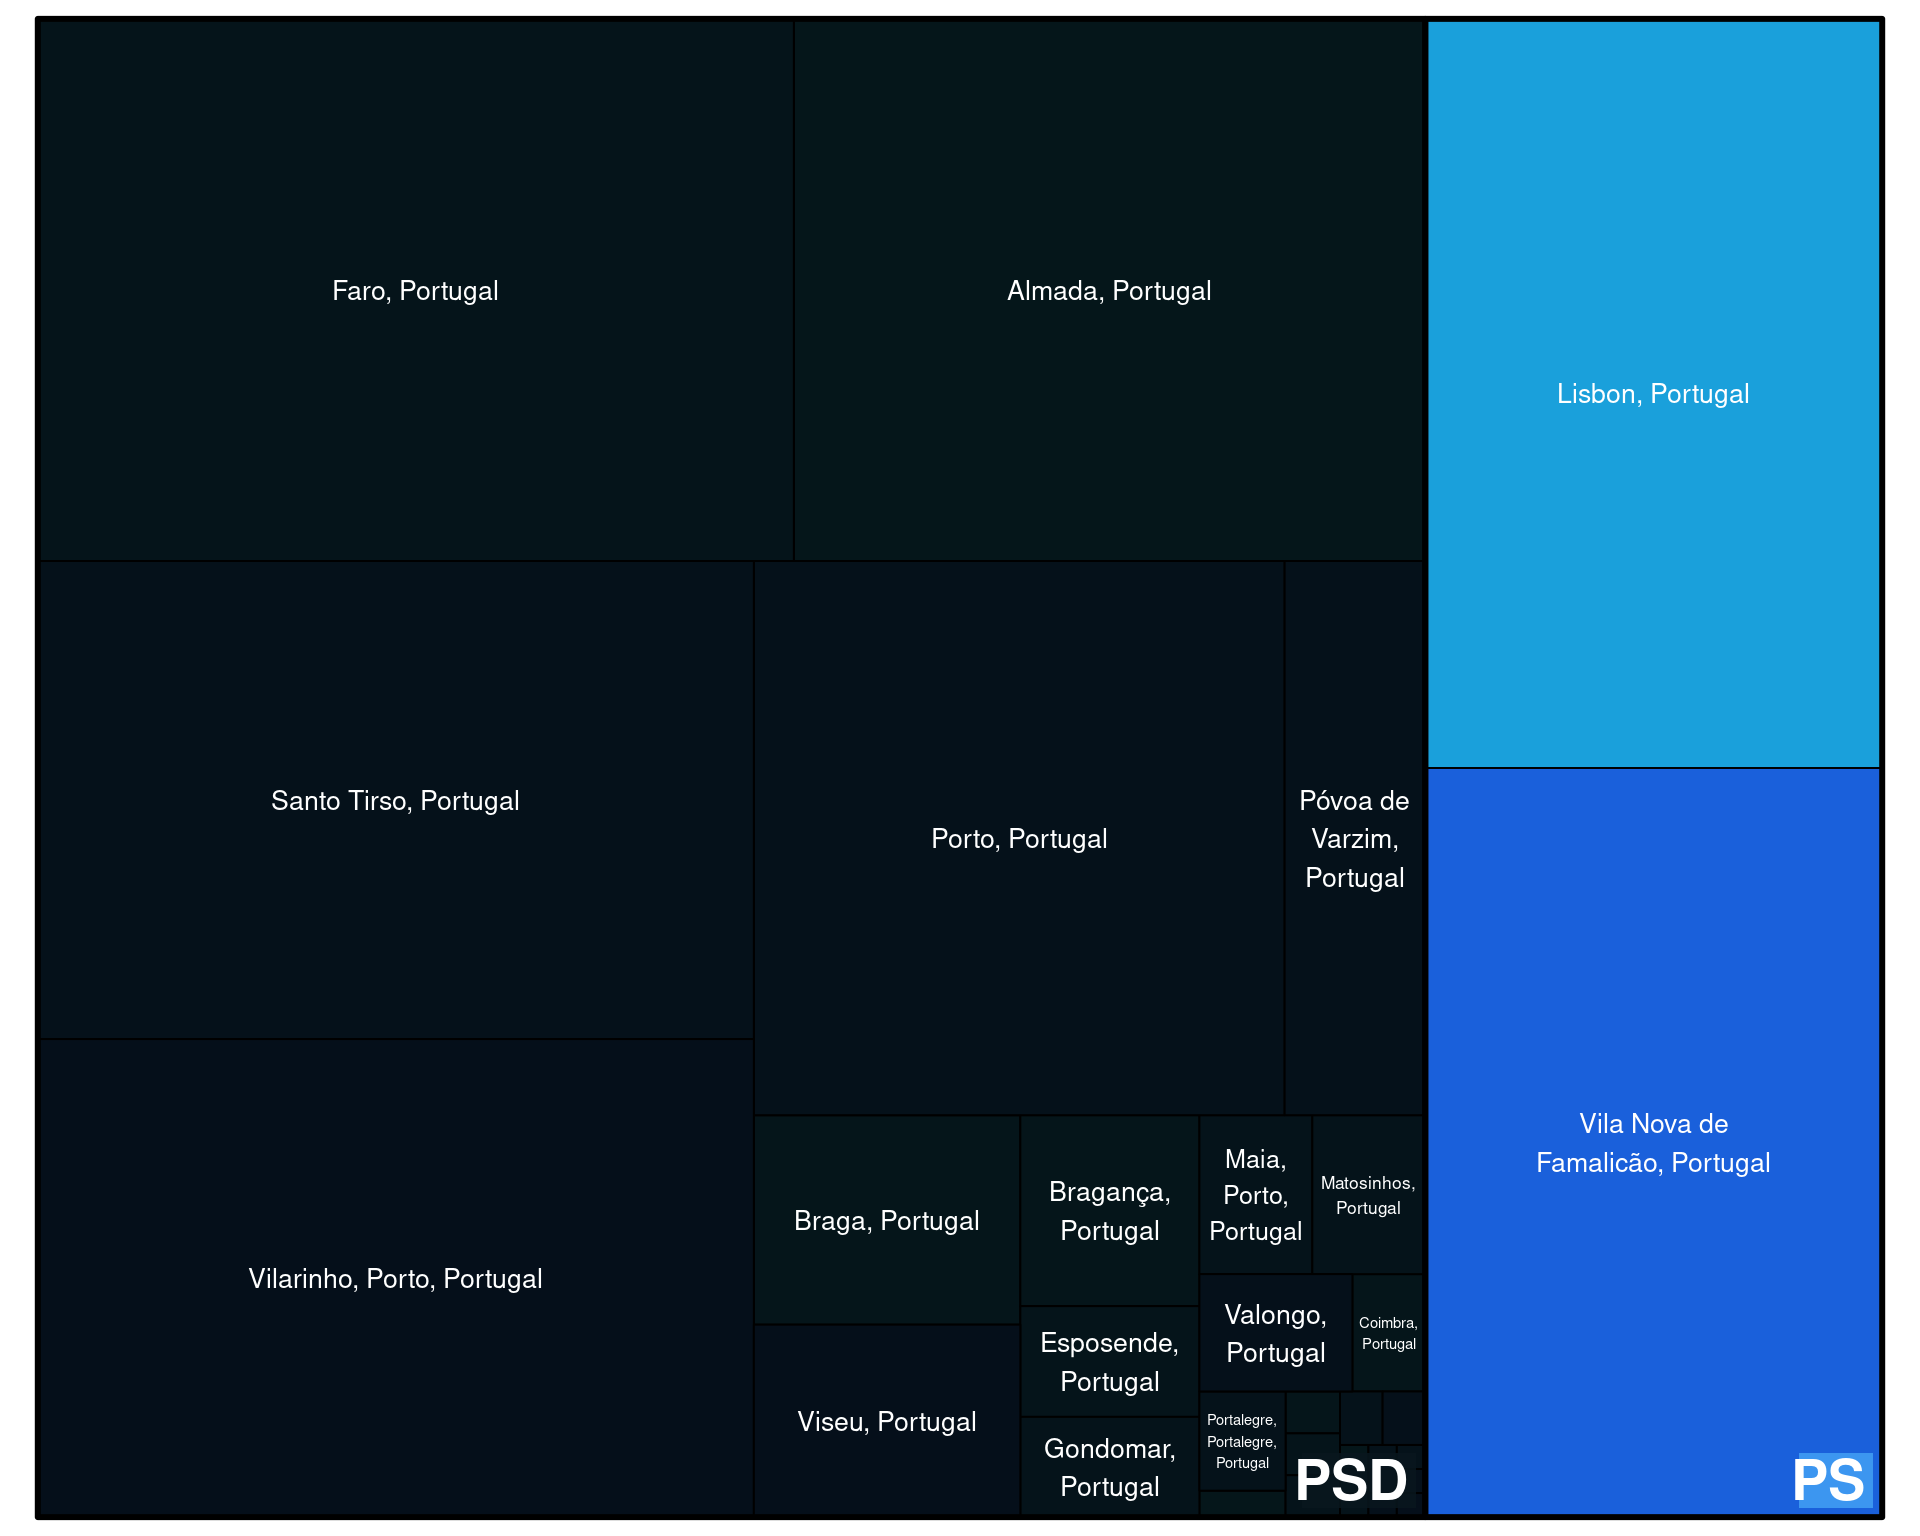 Faro, Portugal
Almada, Portugal
Lisbon, Portugal
Santo Tirso, Portugal
Porto, Portugal
Póvoa de
Varzim,
Portugal
Vilarinho, Porto, Portugal
Braga, Portugal
Bragança,
Portugal
Maia,
Porto,
Portugal
Matosinhos,
Portugal
Vila Nova de
Famalicão, Portugal
Viseu, Portugal
Esposende,
Portugal
Valongo,
Portugal
Coimbra,
Portugal
Gondomar,
Portugal
Portalegre,
Portalegre,
Portugal
PSD
PS